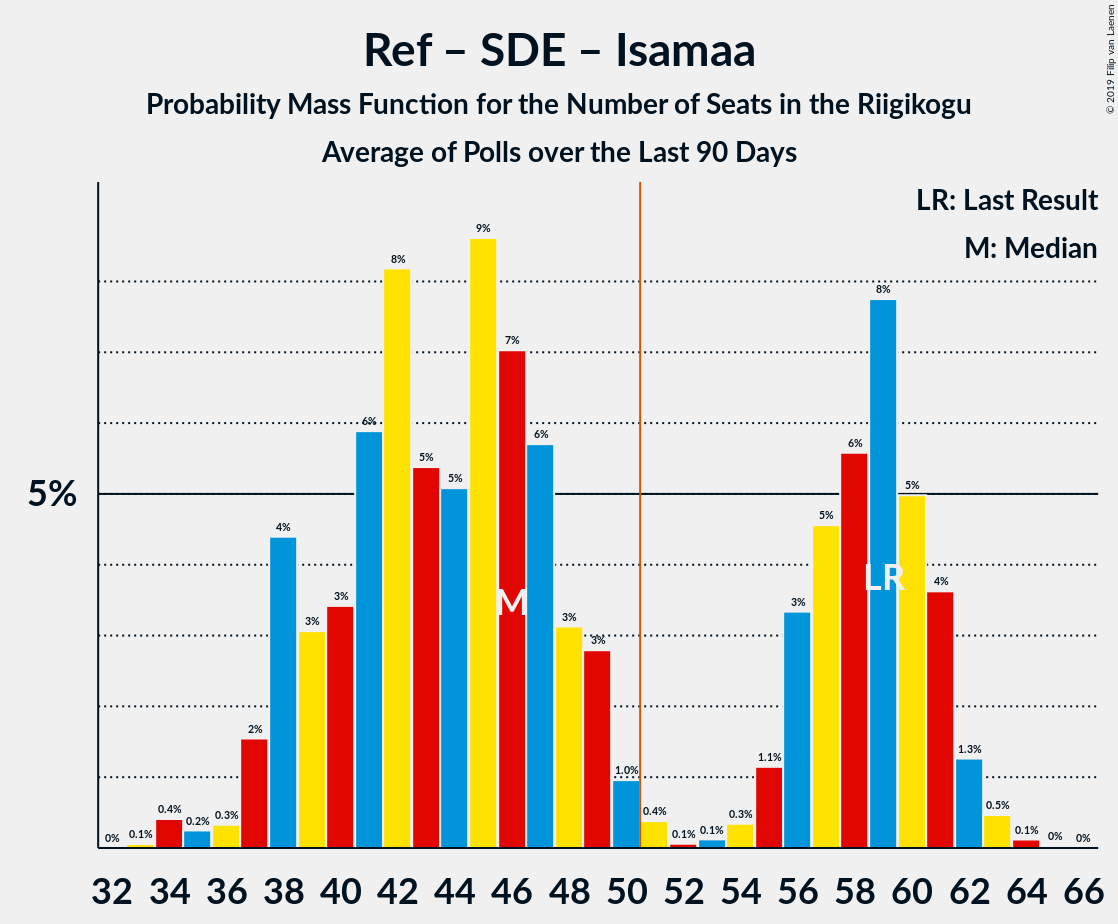 Ref – SDE – Isamaa
Probability Mass Function for the Number of Seats in the Riigikogu
Average of Polls over the Last 90 Days
© 2019 Filip van Laenen
LR: Last Result
M: Median
5%
0% 0.1% 0.4% 0.2% 0.3% 2% 4% 3% 3% 6% 8% 5% 5% 9% 7% 6% 3% 3% 1.0% 0.4% 0.1% 0.1% 0.3% 1.1% 3% 5% 6% 8% 5% 4% 1.3% 0.5% 0.1% 0% 0%
M
LR
32 34 36 38 40 42 44 46 48 50 52 54 56 58 60 62 64 66